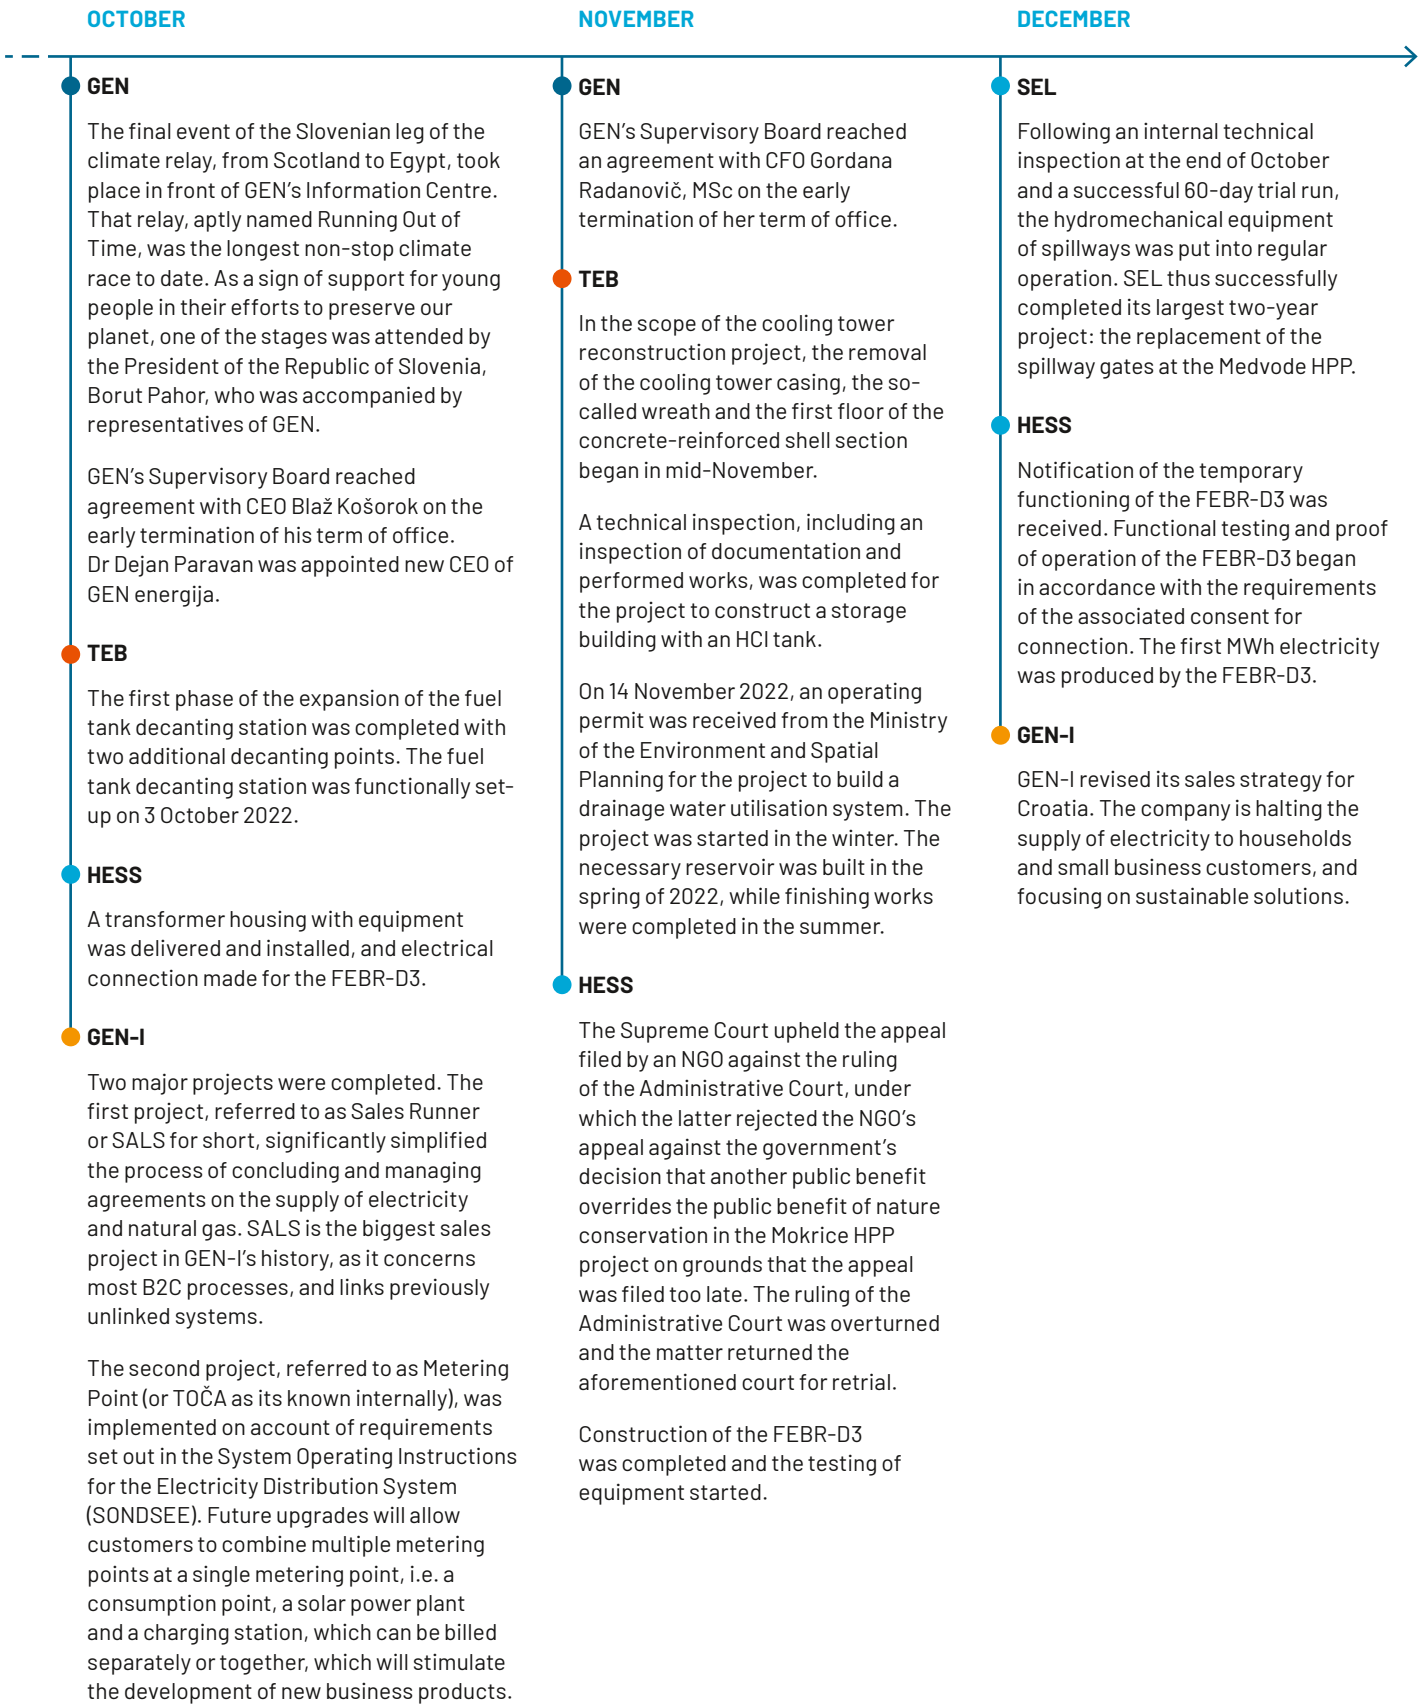 OCTOBER
GEN
The final event of the Slovenian leg of the
climate relay, from Scotland to Egypt, took
place in front of GEN's Information Centre.
That relay, aptly named Running Out of
Time, was the longest non-stop climate
race to date. As a sign of support for young
people in their efforts to preserve our
planet, one of the stages was attended by
the President of the Republic of Slovenia,
Borut Pahor, who was accompanied by
representatives of GEN.
GEN's Supervisory Board reached
agreement with CEO Blaž Košorok on the
early termination of his term of office.
Dr Dejan Paravan was appointed new CEO of
GEN energija.
TEB
The first phase of the expansion of the fuel
tank decanting station was completed with
two additional decanting points. The fuel
tank decanting station was functionally set-
up on 3 October 2022.
HESS
A transformer housing with equipment
was delivered and installed, and electrical
connection made for the FEBR-D3.
GEN-I
Two major projects were completed. The
first project, referred to as Sales Runner
or SALS for short, significantly simplified
the process of concluding and managing
agreements on the supply of electricity
and natural gas. SALS is the biggest sales
project in GEN-I's history, as it concerns
most B2C processes, and links previously
unlinked systems.
The second project, referred to as Metering
Point (or TOČA as its known internally), was
implemented on account of requirements
set out in the System Operating Instructions
for the Electricity Distribution System
(SONDSEE). Future upgrades will allow
customers to combine multiple metering
points at a single metering point, i.e. a
consumption point, a solar power plant
and a charging station, which can be billed
separately or together, which will stimulate
the development of new business products.
NOVEMBER
GEN
GEN's Supervisory Board reached
an agreement with CFO Gordana
Radanovič, MSc on the early
termination of her term of office.
TEB
In the scope of the cooling tower
reconstruction project, the removal
of the cooling tower casing, the so-
called wreath and the first floor of the
concrete-reinforced shell section
began in mid-November.
A technical inspection, including an
inspection of documentation and
performed works, was completed for
the project to construct a storage
building with an HCl tank.
On 14 November 2022, an operating
permit was received from the Ministry
of the Environment and Spatial
Planning for the project to build a
drainage water utilisation system. The
project was started in the winter. The
necessary reservoir was built in the
spring of 2022, while finishing works
were completed in the summer.
HESS
The Supreme Court upheld the appeal
filed by an NGO against the ruling
of the Administrative Court, under
which the latter rejected the NGO's
appeal against the government's
decision that another public benefit
overrides the public benefit of nature
conservation in the Mokrice HPP
project on grounds that the appeal
was filed too late. The ruling of the
Administrative Court was overturned
and the matter returned the
aforementioned court for retrial.
Construction of the FEBR-D3
was completed and the testing of
equipment started.
DECEMBER
SEL
Following an internal technical
inspection at the end of October
and a successful 60-day trial run,
the hydromechanical equipment
of spillways was put into regular
operation. SEL thus successfully
completed its largest two-year
project: the replacement of the
spillway gates at the Medvode HPP.
HESS
Notification of the temporary
functioning of the FEBR-D3 was
received. Functional testing and proof
of operation of the FEBR-D3 began
in accordance with the requirements
of the associated consent for
connection. The first MWh electricity
was produced by the FEBR-D3.
GEN-I
GEN-I revised its sales strategy for
Croatia. The company is halting the
supply of electricity to households
and small business customers, and
focusing on sustainable solutions.